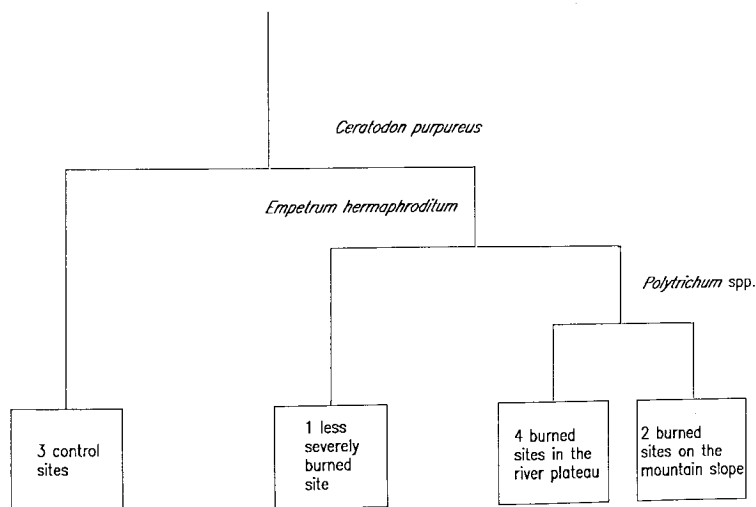 Ceratodon purpureus
Empetrum hermaphroditum
Polytrichum spp.
3 control
sites
1 less
severely
burned
site
4 burned
sites in the
river plateau
2 burned
sites on the
mountain slope